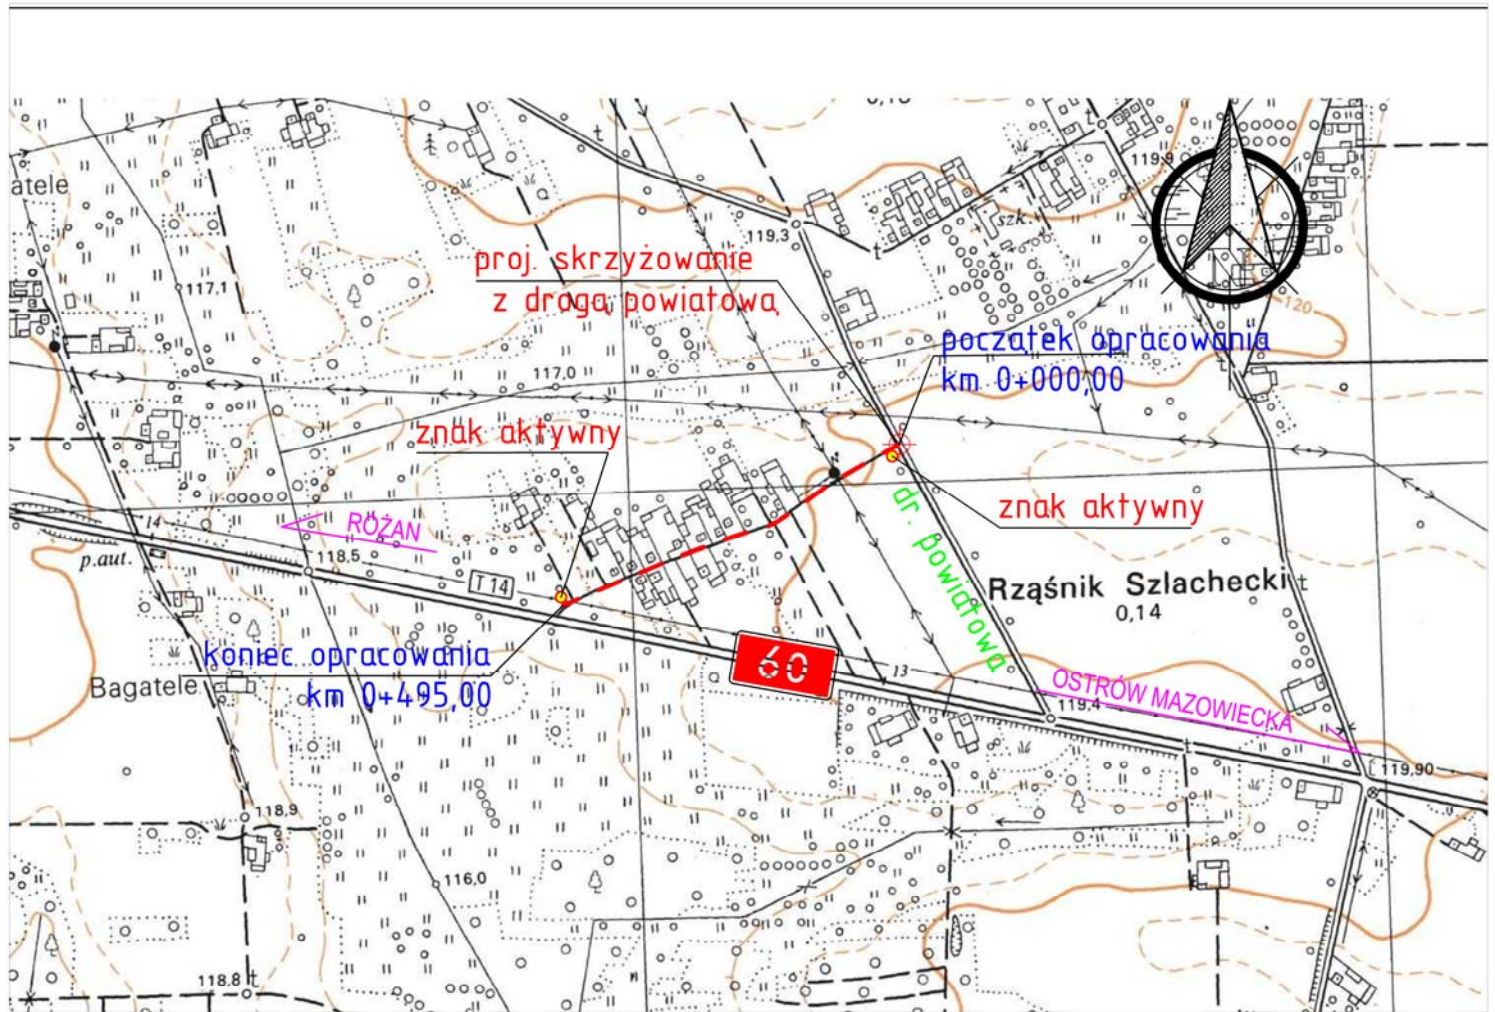 0,16
119.9
atele
szk.
119.3
proj. skrzyżowanie
z drogą powiatową
117,1
120
początek opracowania
km 0+000,00
117,0
t
znak aktywny
znak aktywny
14
RÓŻAN
dr. powiatowa
p.aut.
118.5
T 14
Rząśnik Szlachecki
0,14
koniec opracowania
km 0+495,00
60
13
Bagatele
OSTRÓW MAZOWIECKA
119.4
119.90
118.9
116,0
118.8